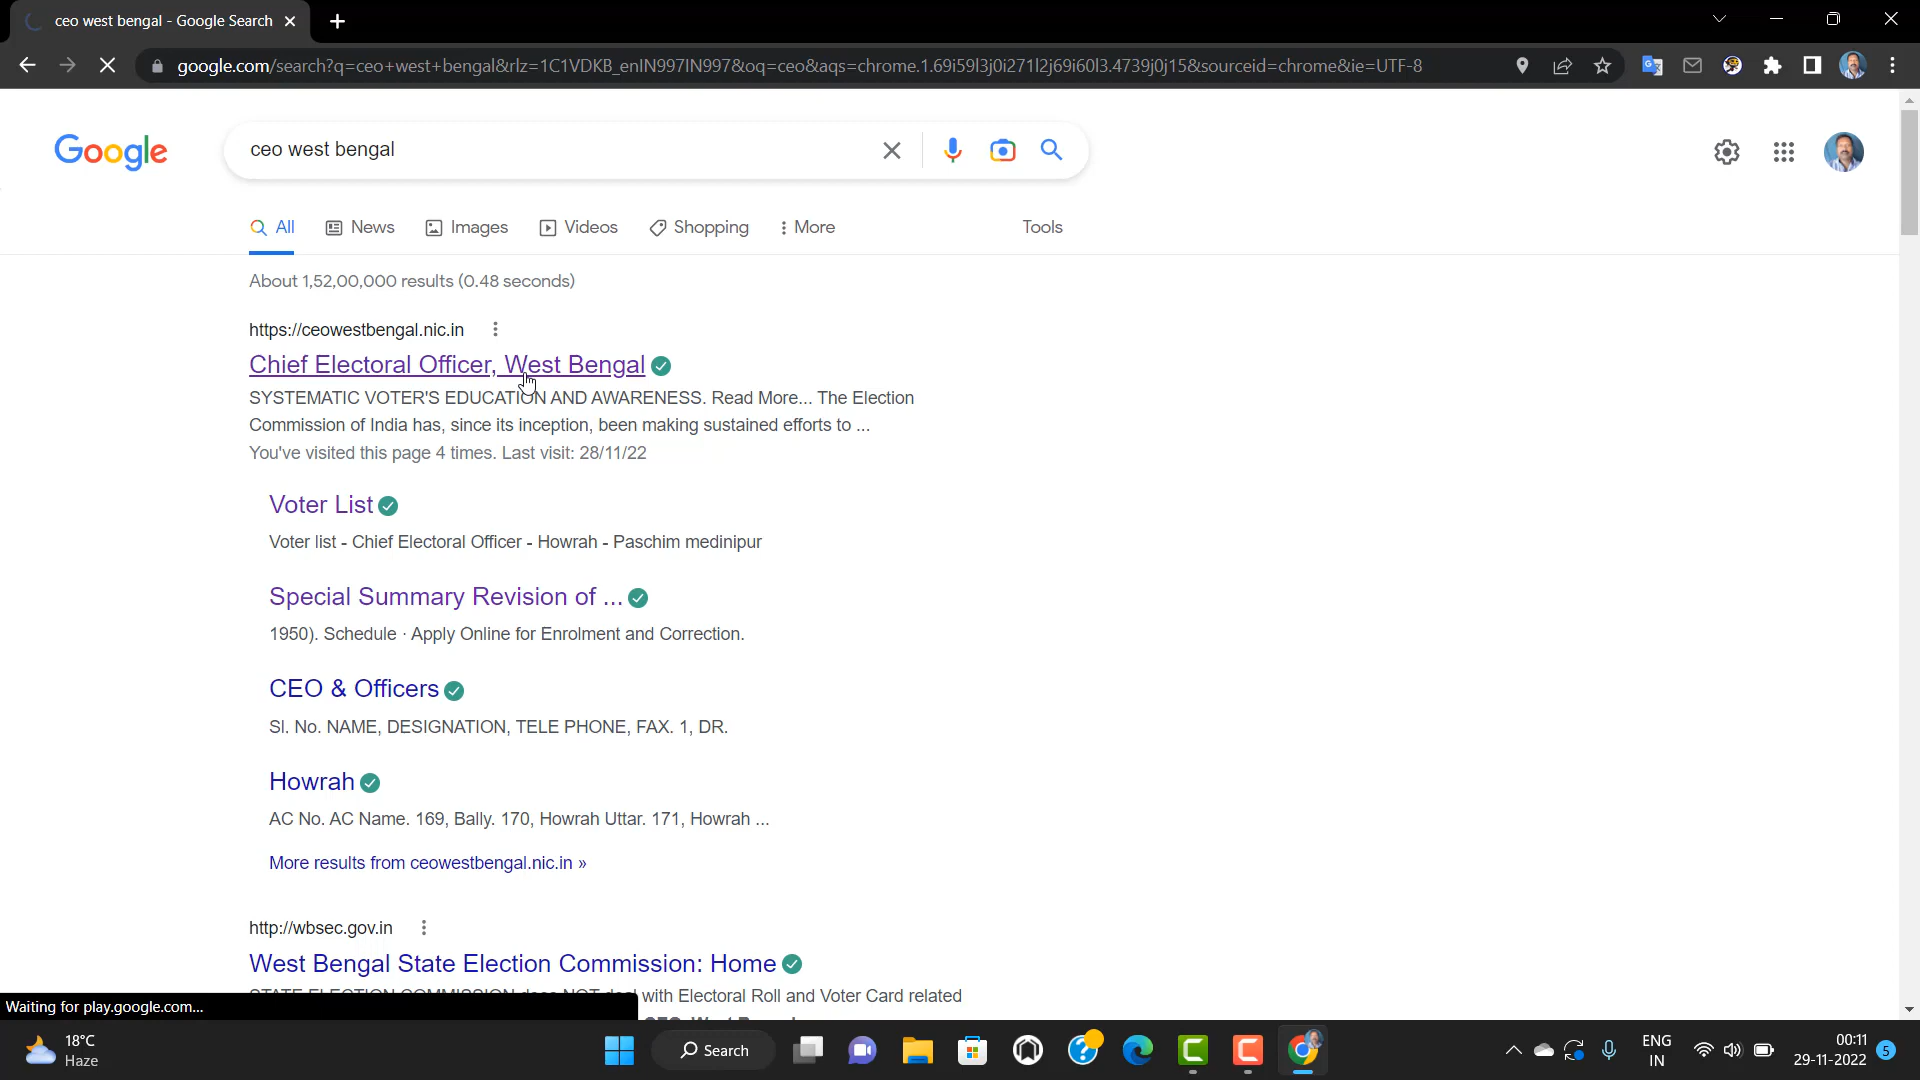 ceo west bengal - Google Search
google.com/search?q=ceo+west+bengal&rlz=1C1VDKB_enIN997IN997&oq=ceo&aqs=chrome.1.69i59l3j0i271l2j69i60l3.4739j0j15&sourceid=chrome&ie=UTF-8
Google
ceo west bengal
All News Images Videos Shopping More Tools
About 1,52,00,000 results (0.48 seconds)
https://ceowestbengal.nic.in
Chief Electoral Officer, West Bengal
SYSTEMATIC VOTER'S EDUCATION AND AWARENESS. Read More... The Election
Commission of India has, since its inception, been making sustained efforts to ...
You've visited this page 4 times. Last visit: 28/11/22
Voter List
Voter list - Chief Electoral Officer - Howrah - Paschim medinipur
Special Summary Revision of ...
1950). Schedule · Apply Online for Enrolment and Correction.
CEO & Officers
SI. No. NAME, DESIGNATION, TELE PHONE, FAX. 1, DR.
Howrah
AC No. AC Name. 169, Bally. 170, Howrah Uttar. 171, Howrah ...
More results from ceowestbengal.nic.in »
http://wbsec.gov.in
West Bengal State Election Commission: Home
with Electoral Roll and Voter Card related
Waiting for play.google.com...
18°C
Haze
Search
ENG
IN
00:11
29-11-2022
5